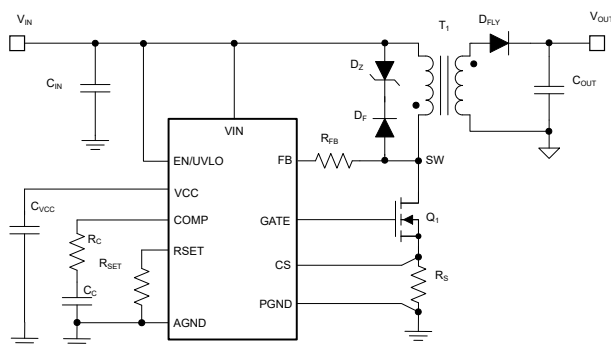 VIN
T1
DFLY
VOUT
CIN
DZ
COUT
DF
VIN
RFB
EN/UVLO
FB
SW
VCC
CVCC
COMP
GATE
Q1
RC
RSET
RSET
CS
RS
CC
PGND
AGND